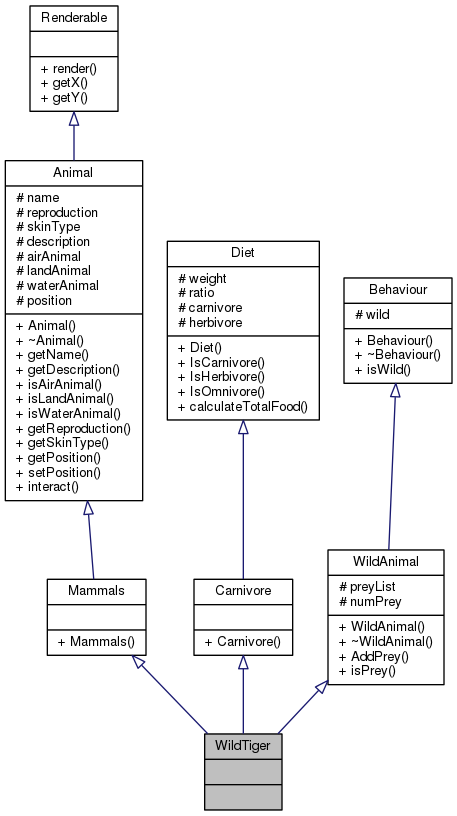 Renderable
+ render()
+ getX()
+ getY()
Animal
# name
# reproduction
# skinType
# description
# airAnimal
# landAnimal
# waterAnimal
# position
+ Animal()
+ ~Animal()
+ getName()
+ getDescription()
+ isAirAnimal()
+ isLandAnimal()
+ isWaterAnimal()
+ getReproduction()
+ getSkinType()
+ getPosition()
+ setPosition()
+ interact()
Diet
# weight
# ratio
# carnivore
# herbivore
+ Diet()
+ IsCarnivore()
+ IsHerbivore()
+ IsOmnivore()
+ calculateTotalFood()
Behaviour
# wild
+ Behaviour()
+ ~Behaviour()
+ isWild()
Mammals
+ Mammals()
Carnivore
+ Carnivore()
WildAnimal
# preyList
# numPrey
+ WildAnimal()
+ ~WildAnimal()
+ AddPrey()
+ isPrey()
WildTiger